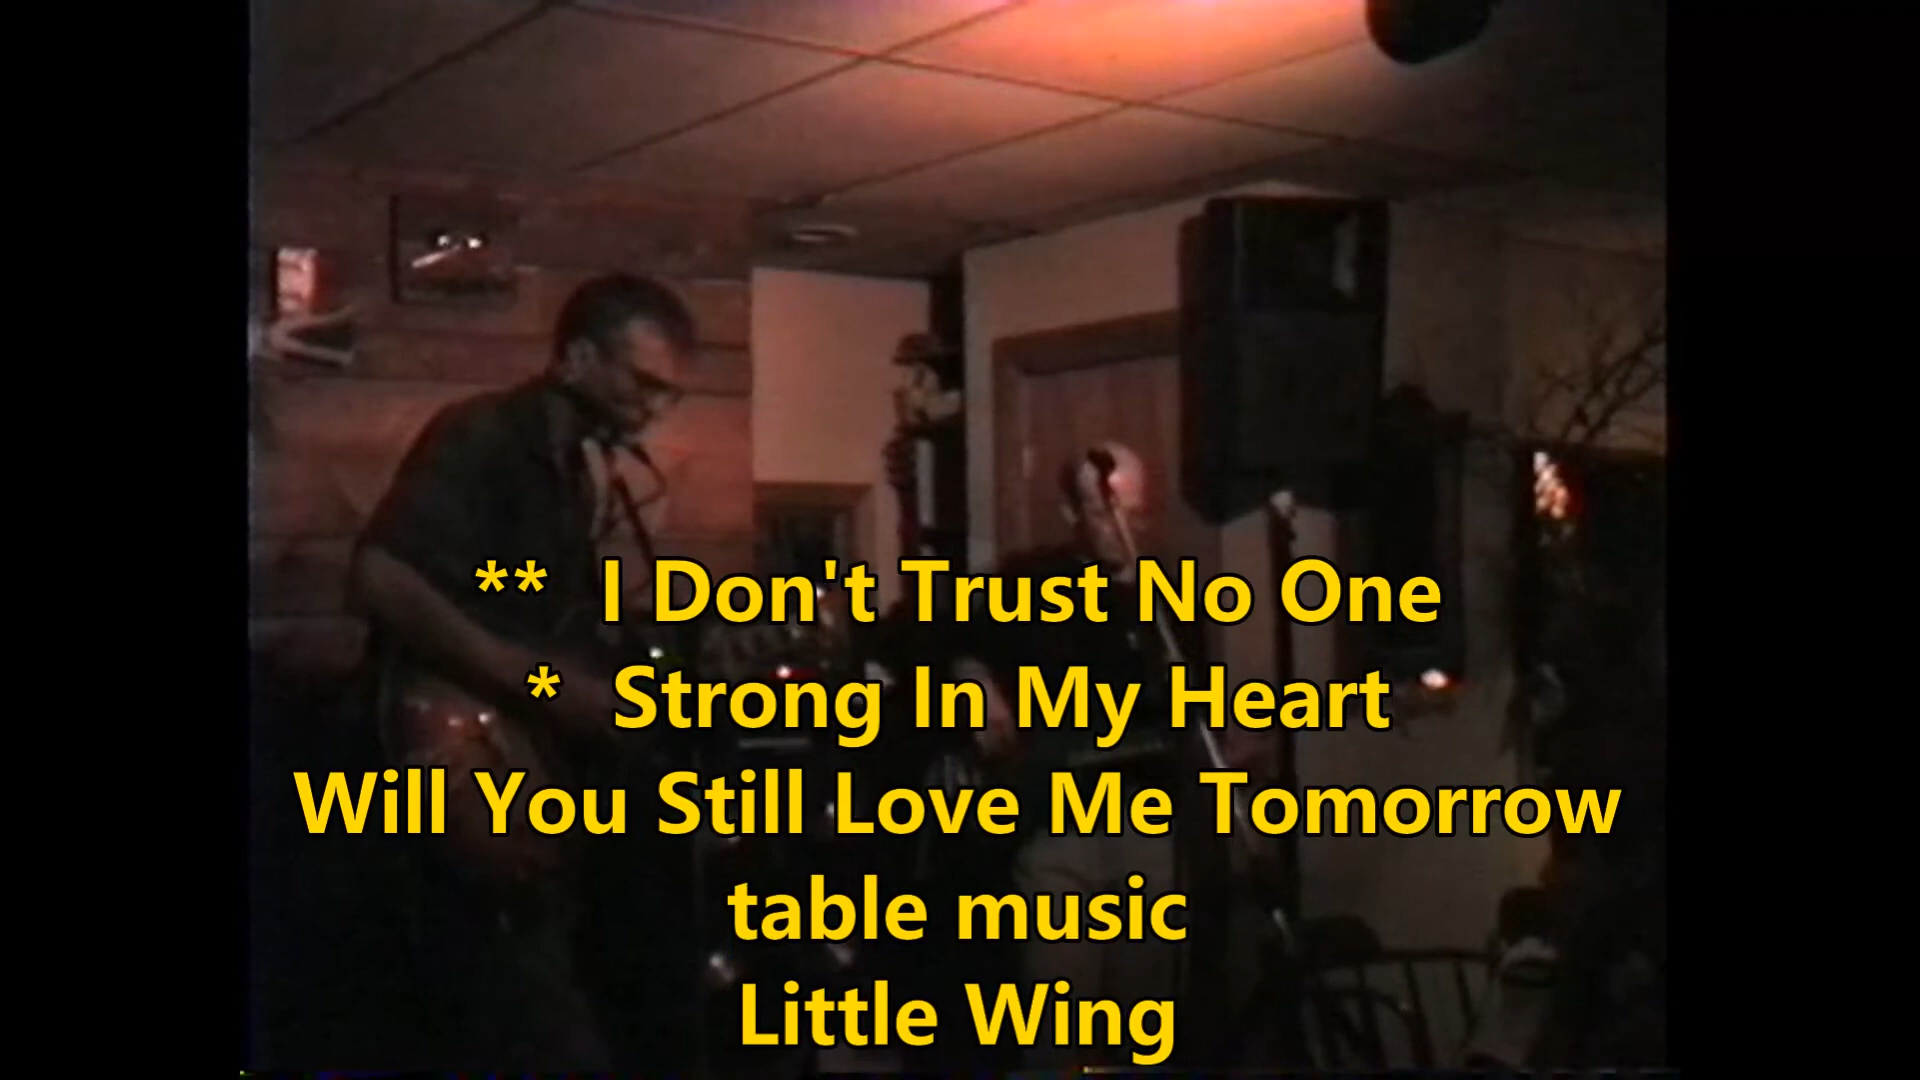 ** I Don't Trust No One
* Strong In My Heart
Will You Still Love Me Tomorrow
table music
Little Wing